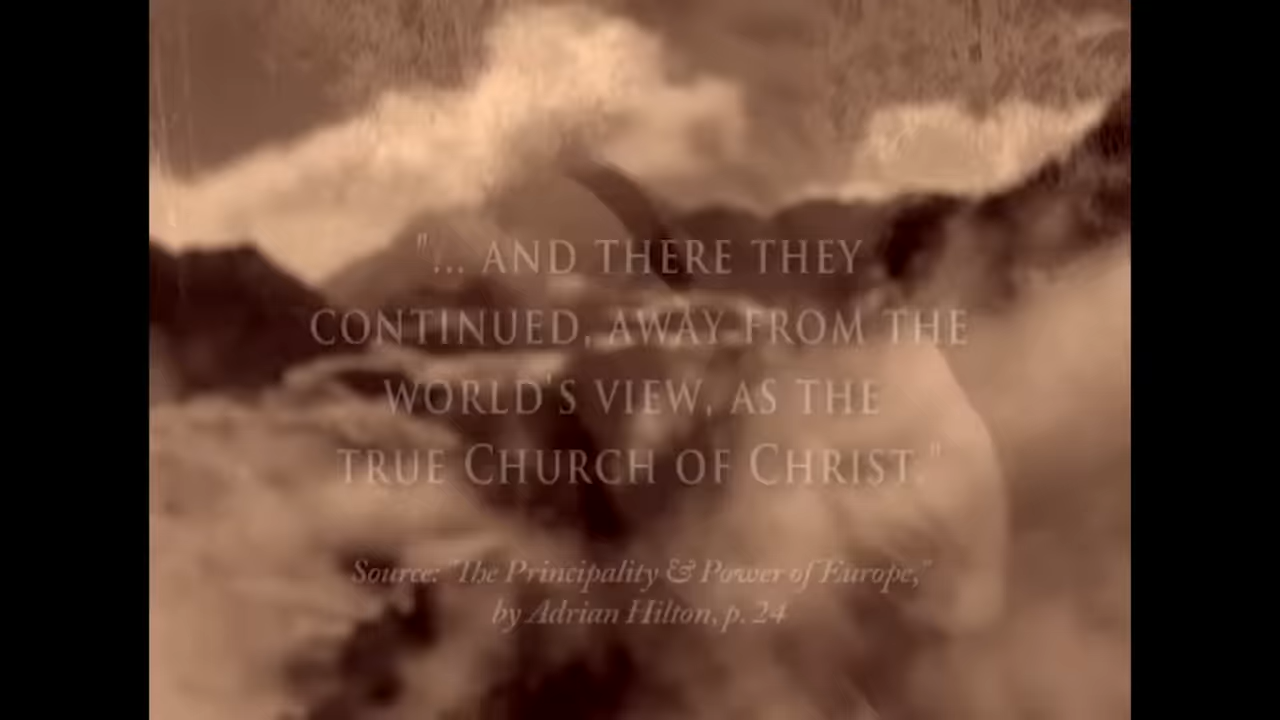 "... AND THERE THEY
CONTINUED, AWAY FROM THE
WORLD'S VIEW, AS THE
TRUE CHURCH OF CHRIST."
Source: "The Principality & Power of Europe,"
by Adrian Hilton, p. 24